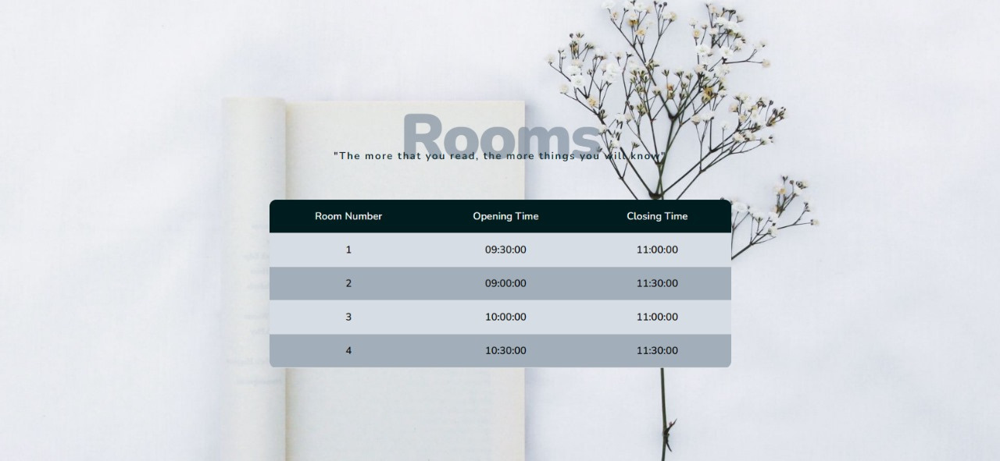 Rooms
"The more that you read, the more things you will know"
Room Number Opening Time Closing Time
1 09:30:00 11:00:00
2 09:00:00 11:30:00
3 10:00:00 11:00:00
4 10:30:00 11:30:00